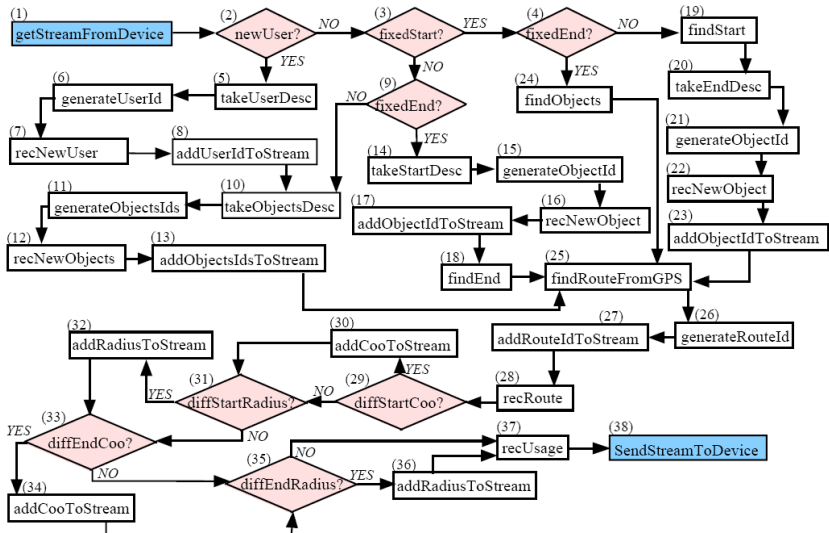 (1)
getStreamFromDevice
(2)
newUser?
NO
YES
(3)
fixedStart?
YES
NO
(4)
fixedEnd?
NO
YES
(19)
findStart
(20)
takeEndDesc
(21)
generateObjectId
(22)
recNewObject
(23)
addObjectIdToStream
(24)
findObjects
(5)
takeUserDesc
(6)
generateUserId
(7)
recNewUser
(8)
addUserIdToStream
(9)
fixedEnd?
NO
YES
(10)
takeObjectsDesc
(11)
generateObjectsIds
(12)
recNewObjects
(13)
addObjectsIdsToStream
(14)
takeStartDesc
(15)
generateObjectId
(16)
recNewObject
(17)
addObjectIdToStream
(18)
findEnd
(25)
findRouteFromGPS
(26)
generateRouteId
(27)
addRouteIdToStream
(28)
recRoute
(29)
diffStartCoo?
YES
NO
(30)
addCooToStream
(31)
diffStartRadius?
YES
NO
(32)
addRadiusToStream
(33)
diffEndCoo?
YES
NO
(34)
addCooToStream
(35)
diffEndRadius?
NO
YES
(36)
addRadiusToStream
(37)
recUsage
(38)
SendStreamToDevice